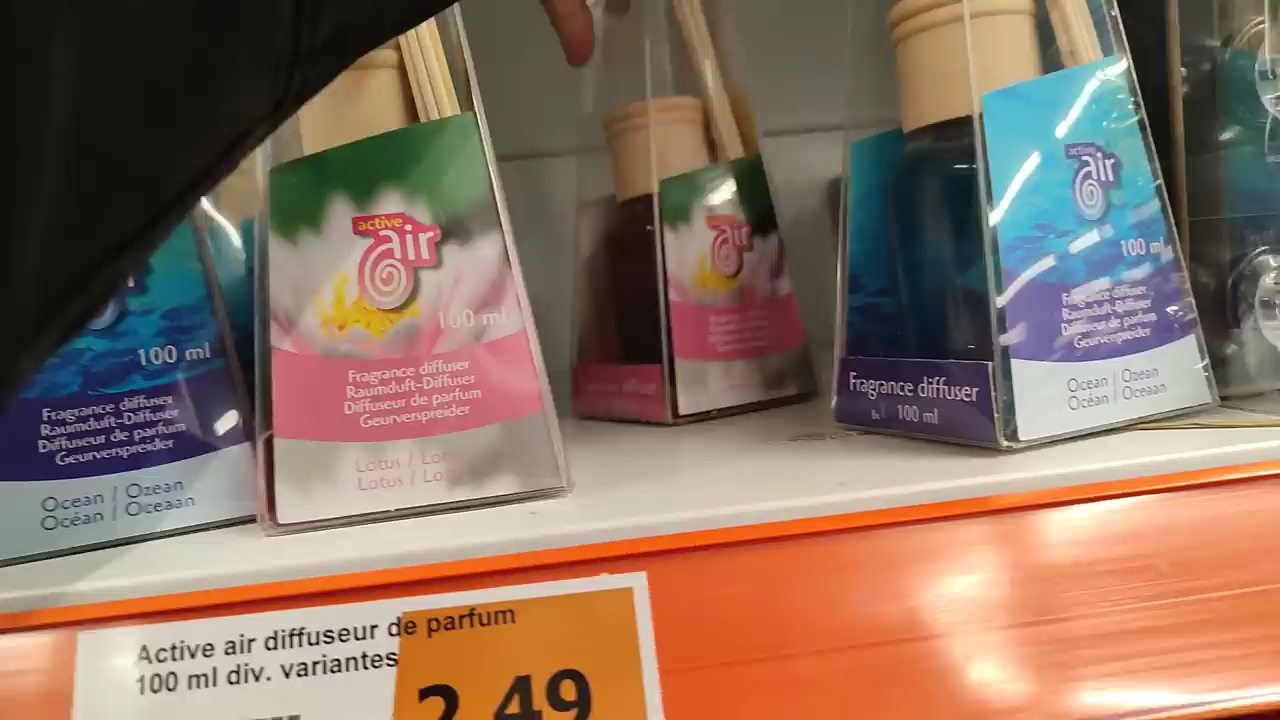 100 ml
Fragrance diffuser
Raumduft-Diffuser
Diffuseur de parfum
Geurverspreider
Ocean / Ozean
Océan / Oceaan
active
air
100 ml
Fragrance diffuser
Raumduft-Diffuser
Diffuseur de parfum
Geurverspreider
Lotus / Lo
Lotus / Lo
air
Fragrance diffuser
100 ml
active
air
100 ml
Fragrance diffuser
Raumduft-Diffuser
Diffuseur de parfum
Geurverspreider
Ocean / Ozean
Océan / Oceaan
Active air diffuseur de parfum
100 ml div. variantes
2.49